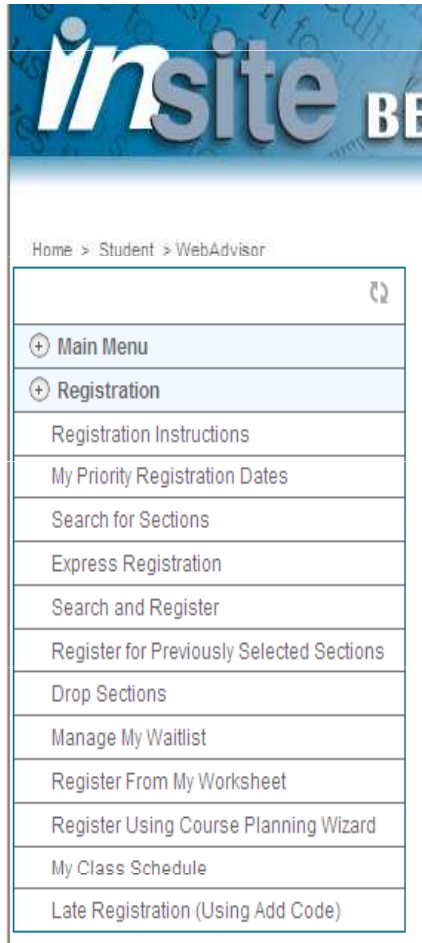 insite BE
Home > Student > WebAdvisor
Main Menu
Registration
Registration Instructions
My Priority Registration Dates
Search for Sections
Express Registration
Search and Register
Register for Previously Selected Sections
Drop Sections
Manage My Waitlist
Register From My Worksheet
Register Using Course Planning Wizard
My Class Schedule
Late Registration (Using Add Code)